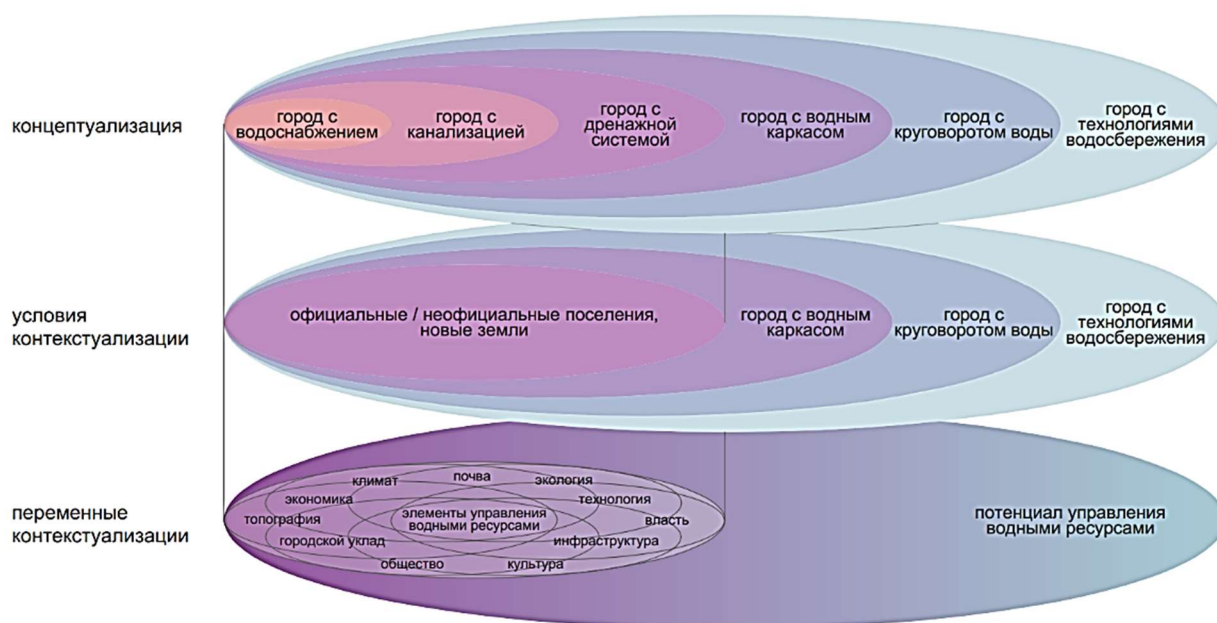 концептуализация
город с
водоснабжением
город с
канализацией
город с
дренажной
системой
город с водным
каркасом
город с
круговоротом воды
город с
технологиями
водосбережения
условия
контекстуализации
официальные / неофициальные поселения,
новые земли
город с водным
каркасом
город с
круговоротом воды
город с
технологиями
водосбережения
переменные
контекстуализации
климат
почва
экология
экономика
технология
топография
элементы управления
водными ресурсами
власть
городской уклад
инфраструктура
общество
культура
потенциал управления
водными ресурсами